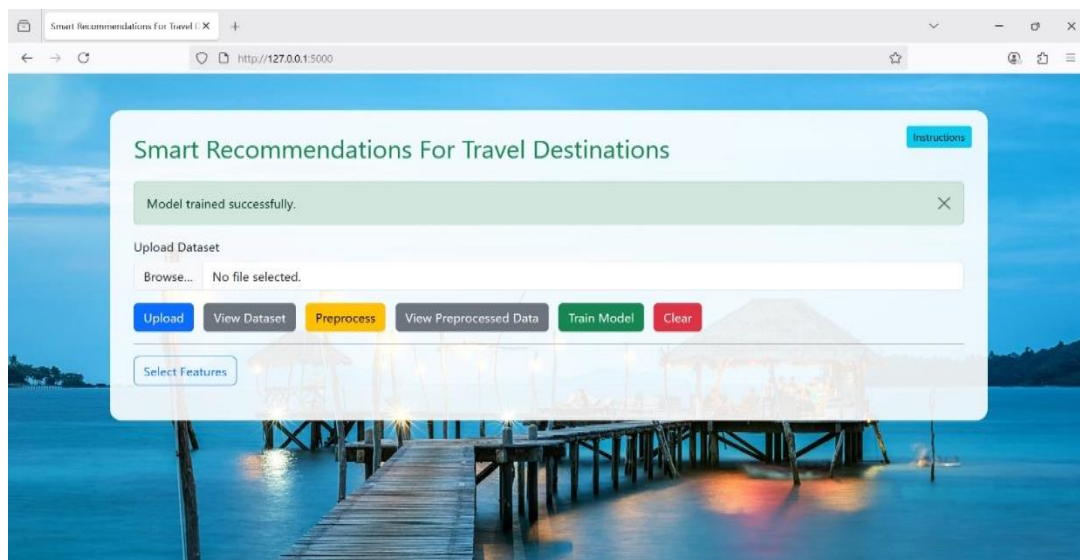 Smart Recommendations For Travel D
http://127.0.0.1:5000
Instructions
Smart Recommendations For Travel Destinations
Model trained successfully.
Upload Dataset
Browse... No file selected.
Upload View Dataset Preprocess View Preprocessed Data Train Model Clear
Select Features